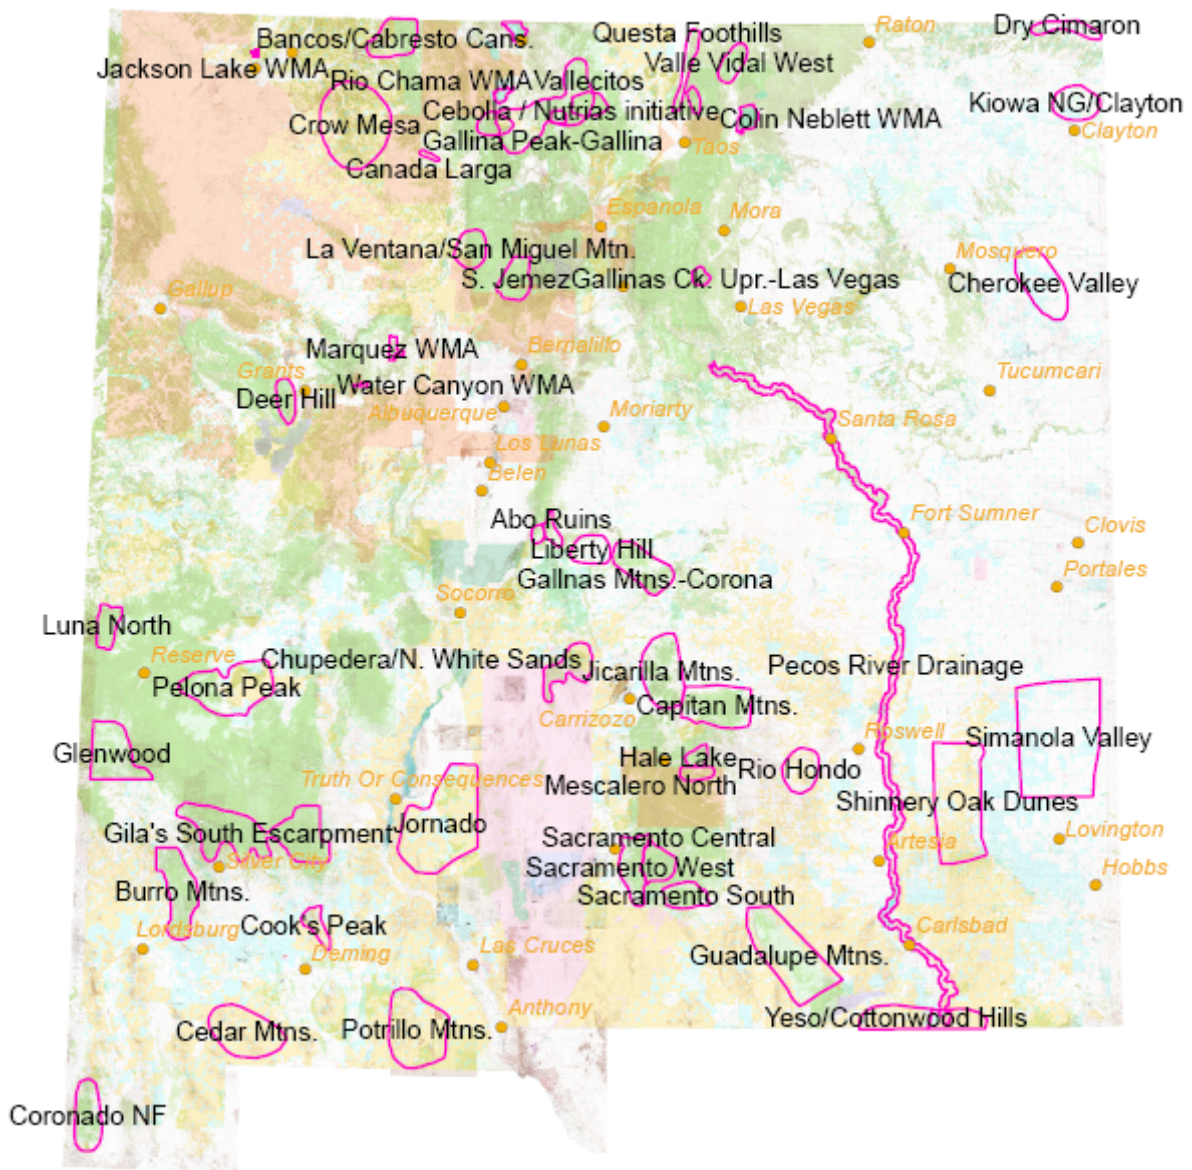 Raton
Dry Cimaron
Questa Foothills
Bancos/Cabresto Cans.
Valle Vidal West
Jackson Lake WMA
Rio Chama WMA
Vallecitos
Kiowa NG/Clayton
Cebolla / Nutrias initiative
Colin Neblett WMA
Crow Mesa
Clayton
Gallina Peak-Gallina
Taos
Canada Larga
Espanola
Mora
La Ventana/San Miguel Mtn.
Mosquero
S. Jemez
Gallinas Ck. Upr.-Las Vegas
Cherokee Valley
Gallup
Las Vegas
Marquez WMA
Bernalillo
Grants
Water Canyon WMA
Tucumcari
Deer Hill
Albuquerque
Moriarty
Santa Rosa
Los Lunas
Belen
Abo Ruins
Fort Sumner
Clovis
Liberty Hill
Portales
Gallnas Mtns.-Corona
Socorro
Luna North
Reserve
Chupedera/N. White Sands
Jicarilla Mtns.
Pecos River Drainage
Pelona Peak
Capitan Mtns.
Carrizozo
Roswell
Simanola Valley
Glenwood
Hale Lake
Rio Hondo
Truth Or Consequences
Mescalero North
Shinnery Oak Dunes
Jornado
Gila's South Escarpment
Sacramento Central
Lovington
Artesia
Silver City
Sacramento West
Hobbs
Burro Mtns.
Sacramento South
Cook's Peak
Lordsburg
Carlsbad
Las Cruces
Deming
Guadalupe Mtns.
Anthony
Yeso/Cottonwood Hills
Cedar Mtns.
Potrillo Mtns.
Coronado NF